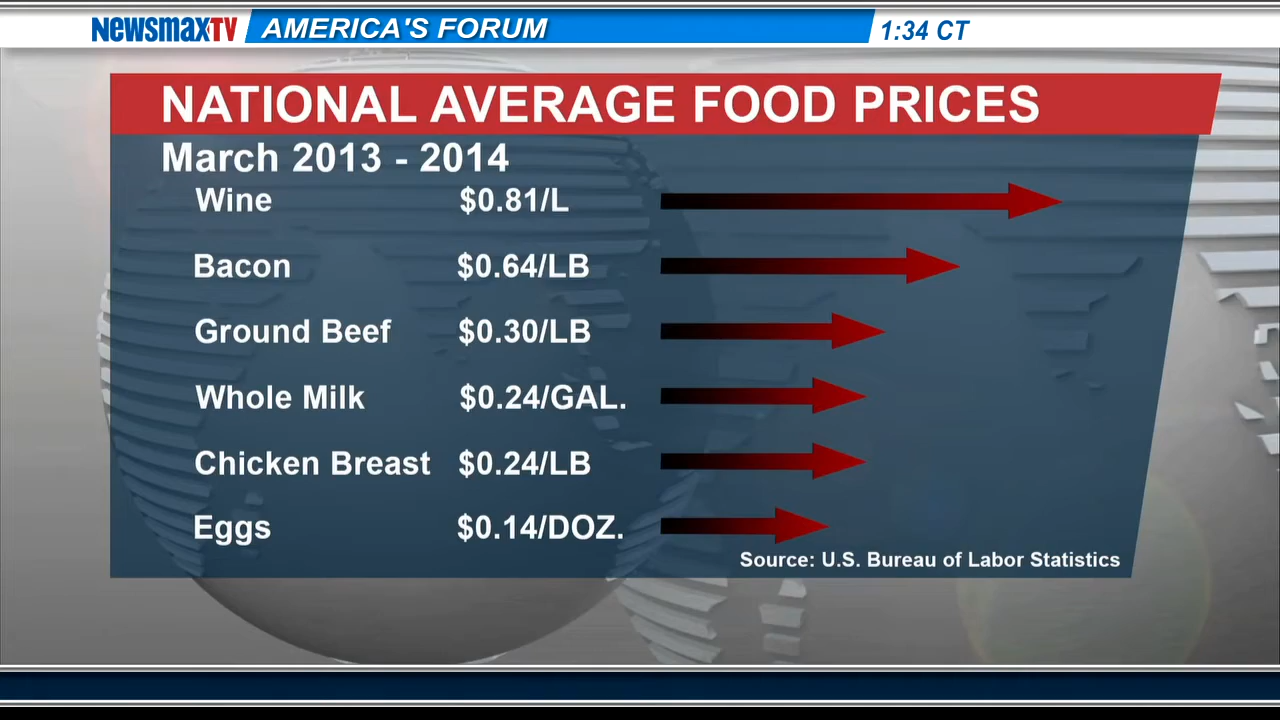 NEWSMAXTV AMERICA'S FORUM 1:34 CT
NATIONAL AVERAGE FOOD PRICES
March 2013 - 2014
Wine $0.81/L
Bacon $0.64/LB
Ground Beef $0.30/LB
Whole Milk $0.24/GAL.
Chicken Breast $0.24/LB
Eggs $0.14/DOZ.
Source: U.S. Bureau of Labor Statistics